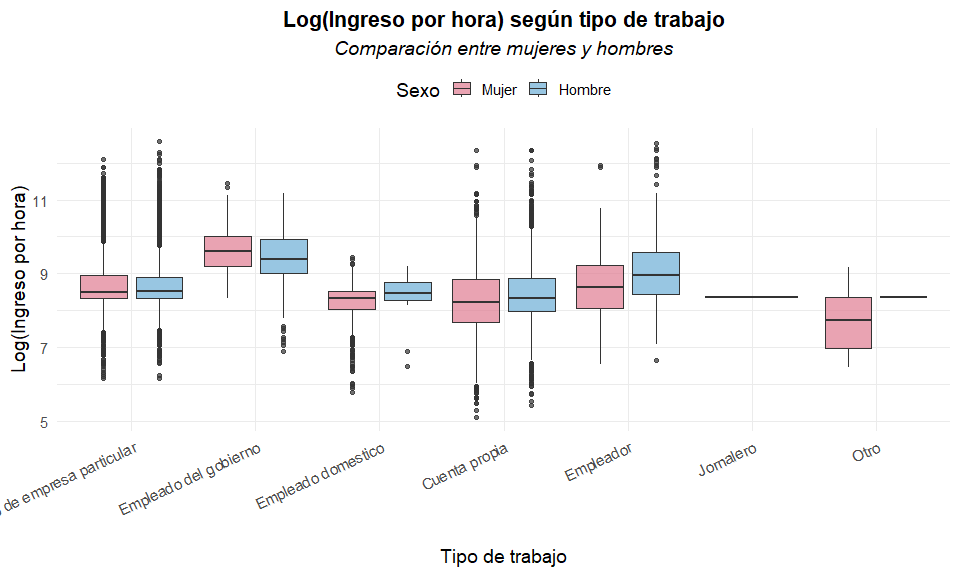 Log(Ingreso por hora) según tipo de trabajo
Comparación entre mujeres y hombres
Sexo Mujer Hombre
Log(Ingreso por hora)
11
9
7
5
de empresa particular
Empleado del gobierno
Empleado domestico
Cuenta propia
Empleador
Jornalero
Otro
Tipo de trabajo